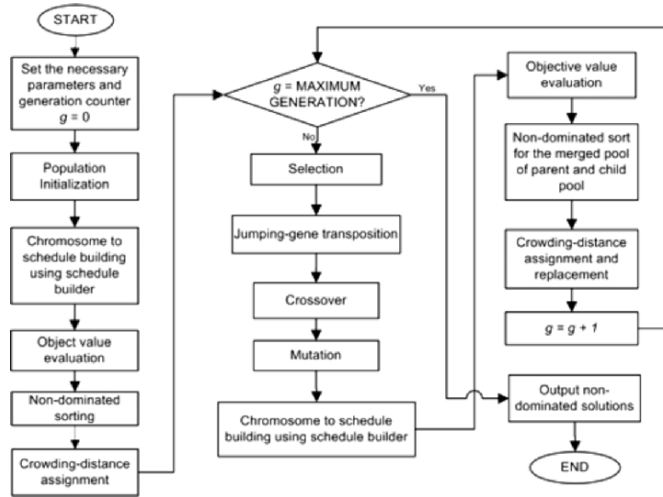 START
Set the necessary
parameters and
generation counter
g = 0
Population
Initialization
Chromosome to
schedule building
using schedule
builder
Object value
evaluation
Non-dominated
sorting
Crowding-distance
assignment
g = MAXIMUM
GENERATION?
Yes
No
Selection
Jumping-gene transposition
Crossover
Mutation
Chromosome to schedule
building using schedule builder
Objective value
evaluation
Non-dominated sort
for the merged pool
of parent and child
pool
Crowding-distance
assignment and
replacement
g = g + 1
Output non-
dominated solutions
END